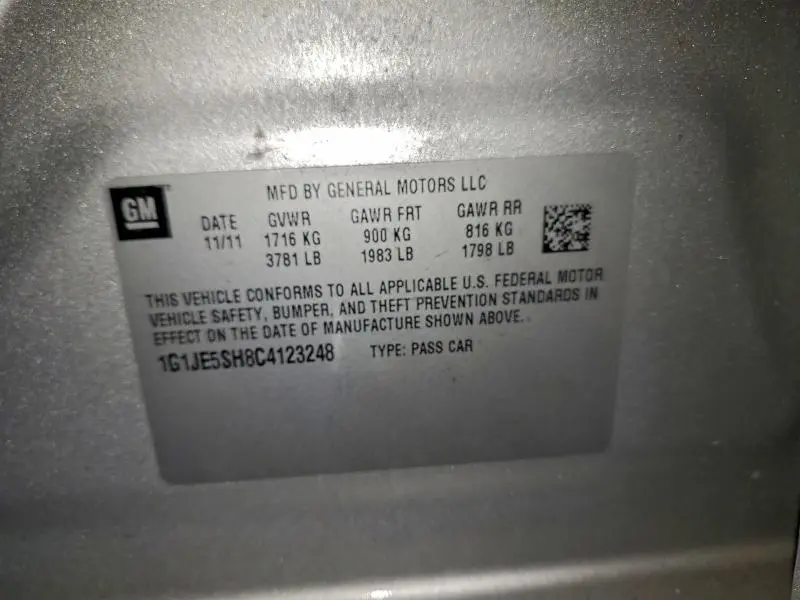 GM
MFD BY GENERAL MOTORS LLC
DATE GVWR GAWR FRT GAWR RR
11/11 1716 KG 900 KG 816 KG
3781 LB 1983 LB 1798 LB
THIS VEHICLE CONFORMS TO ALL APPLICABLE U.S. FEDERAL MOTOR
VEHICLE SAFETY, BUMPER, AND THEFT PREVENTION STANDARDS IN
EFFECT ON THE DATE OF MANUFACTURE SHOWN ABOVE.
1G1JE5SH8C4123248 TYPE: PASS CAR